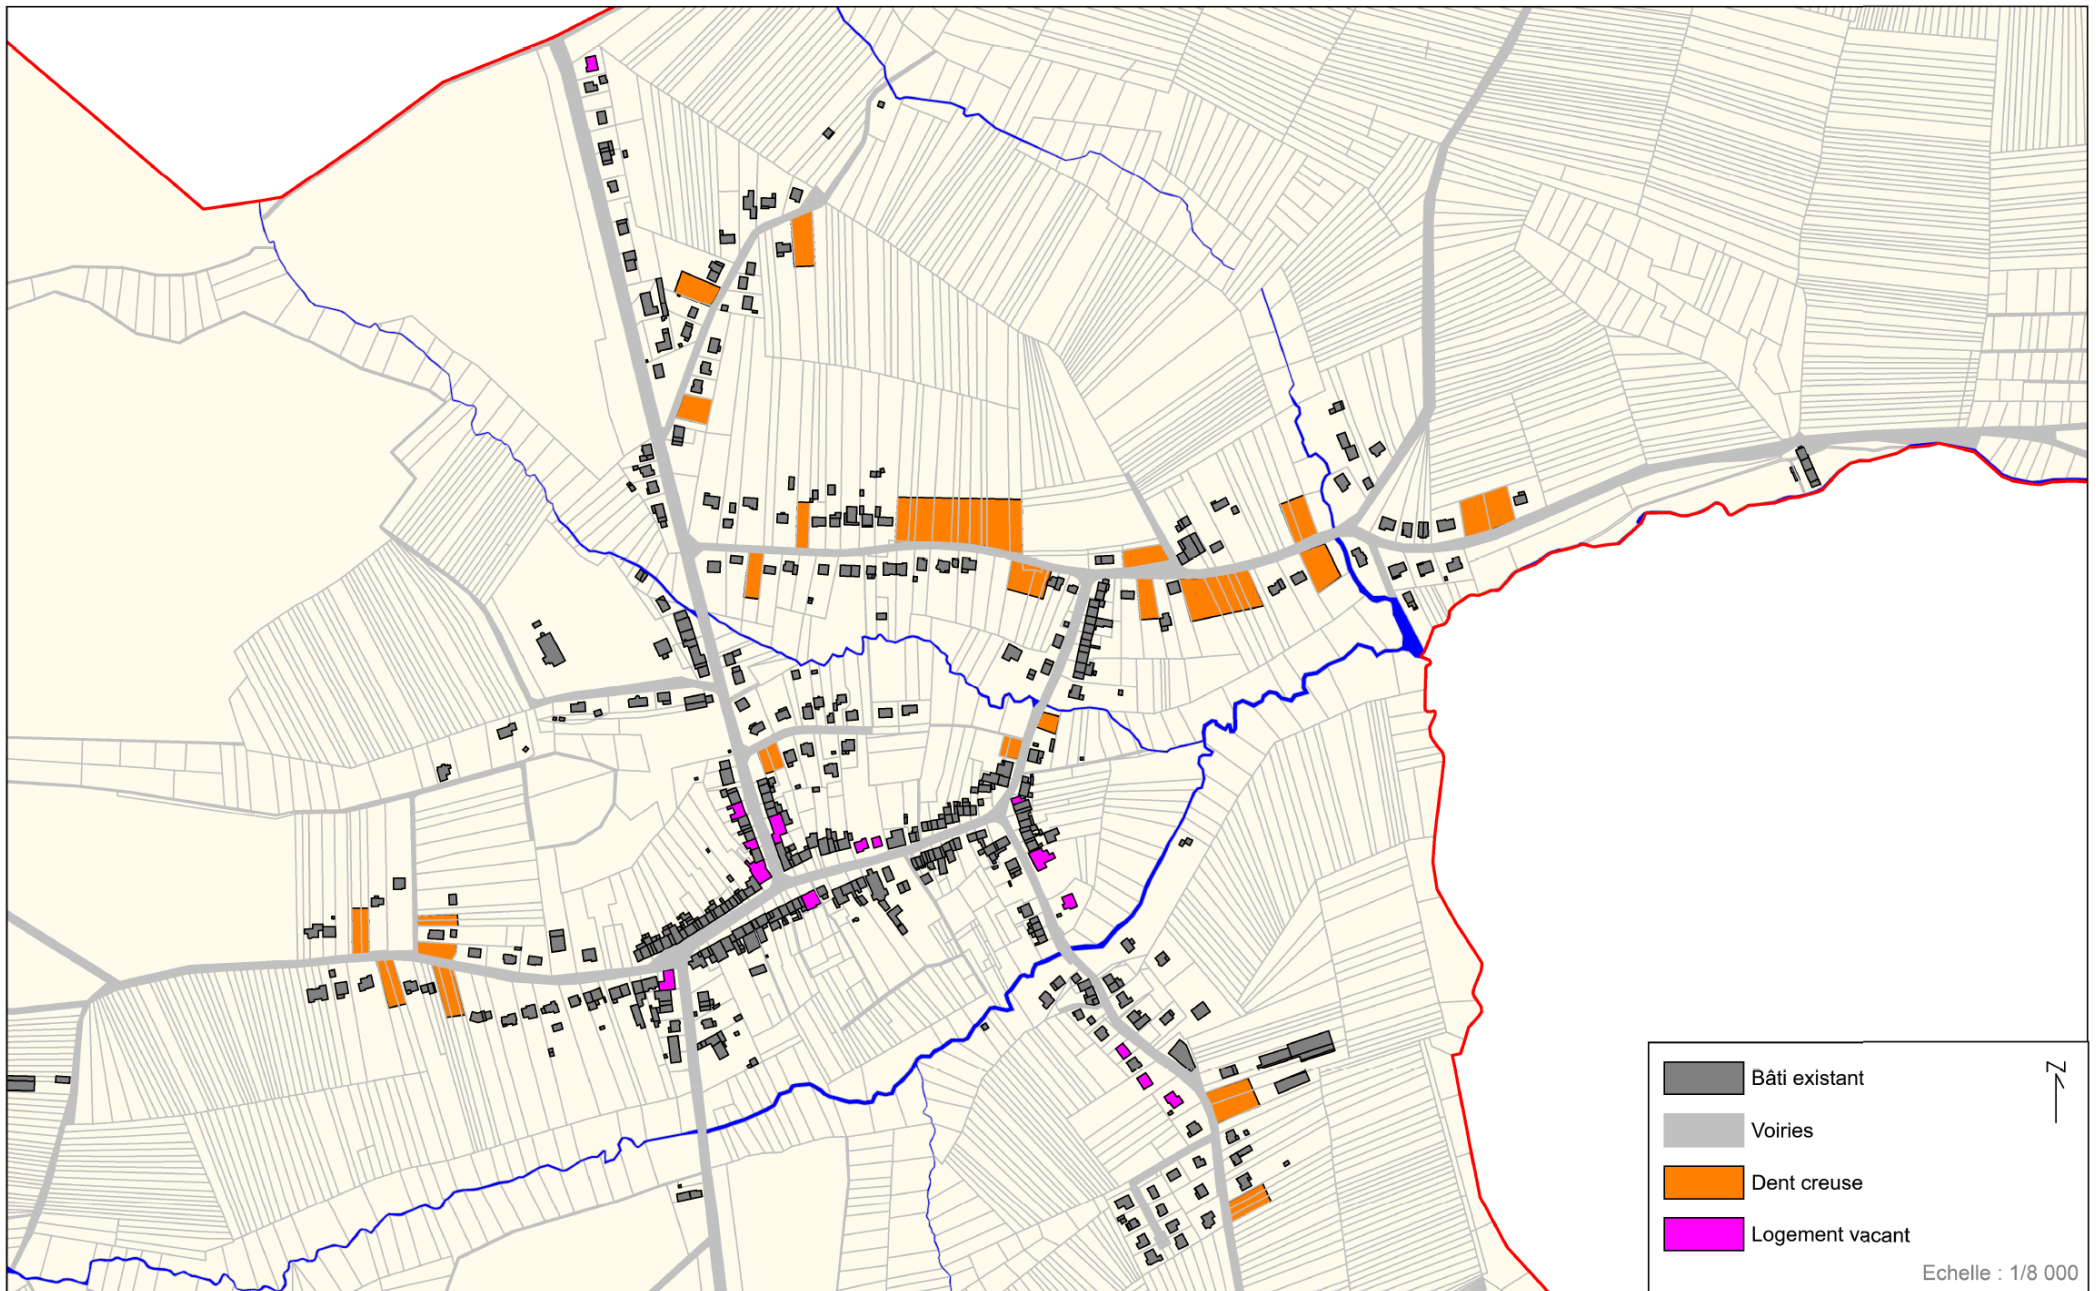 Bâti existant
Voiries
Dent creuse
Logement vacant
N
Echelle : 1/8 000